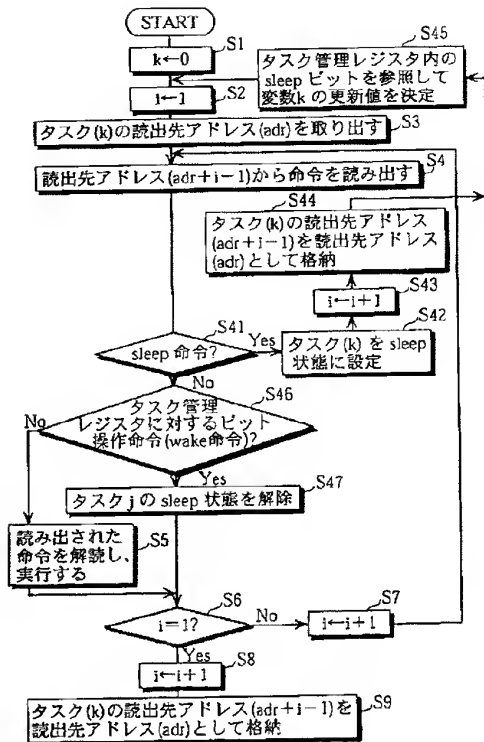 START
S1
k←0
S2
i←1
S45
タスク管理レジスタ内の
sleep ビットを参照して
変数k の更新値を決定
S3
タスク(k)の読出先アドレス(adr)を取り出す
S4
読出先アドレス(adr+i−1)から命令を読み出す
S44
タスク(k)の読出先アドレス
(adr+i−1)を読出先アドレス
(adr)として格納
S43
i←i+1
S42
タスク(k) を sleep
状態に設定
S41
sleep 命令?
Yes
No
S46
タスク管理
レジスタに対するビット
操作命令(wake命令)?
No
Yes
S47
タスク j の sleep 状態を解除
S5
読み出された
命令を解読し、
実行する
S6
i=1?
No
S7
i←i+1
Yes
S8
i←i+1
S9
タスク(k)の読出先アドレス(adr+i−1)を
読出先アドレス(adr)として格納